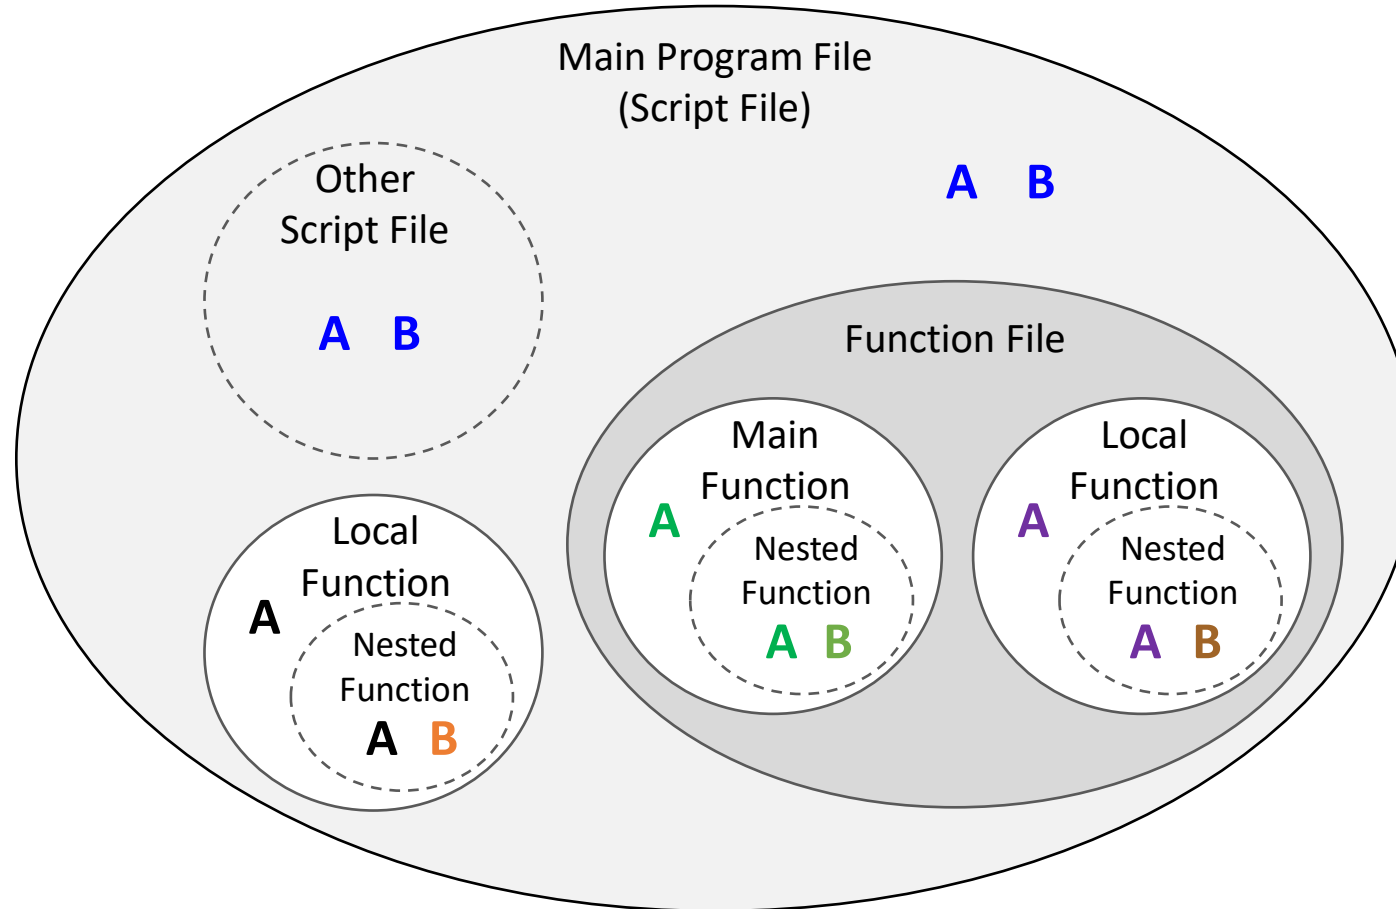 Main Program File
(Script File)
Other
Script File
A B
A B
Function File
Main
Function
A
Nested
Function
A B
Local
Function
A
Nested
Function
A B
Local
Function
A
Nested
Function
A B